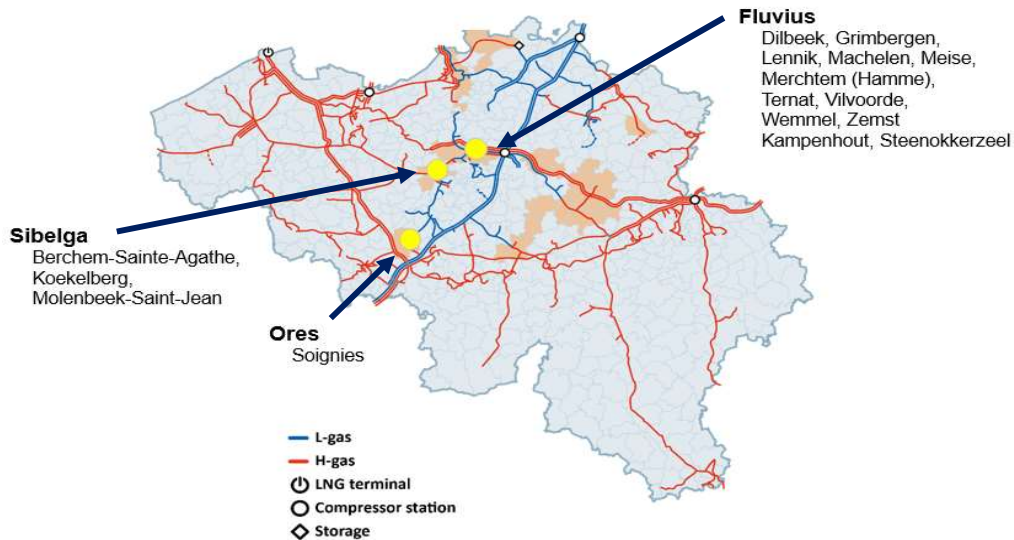 Fluvius
Dilbeek, Grimbergen,
Lennik, Machelen, Meise,
Merchtem (Hamme),
Ternat, Vilvoorde,
Wemmel, Zemst
Kampenhout, Steenokkerzeel
Sibelga
Berchem-Sainte-Agathe,
Koekelberg,
Molenbeek-Saint-Jean
Ores
Soignies
L-gas
H-gas
LNG terminal
Compressor station
Storage